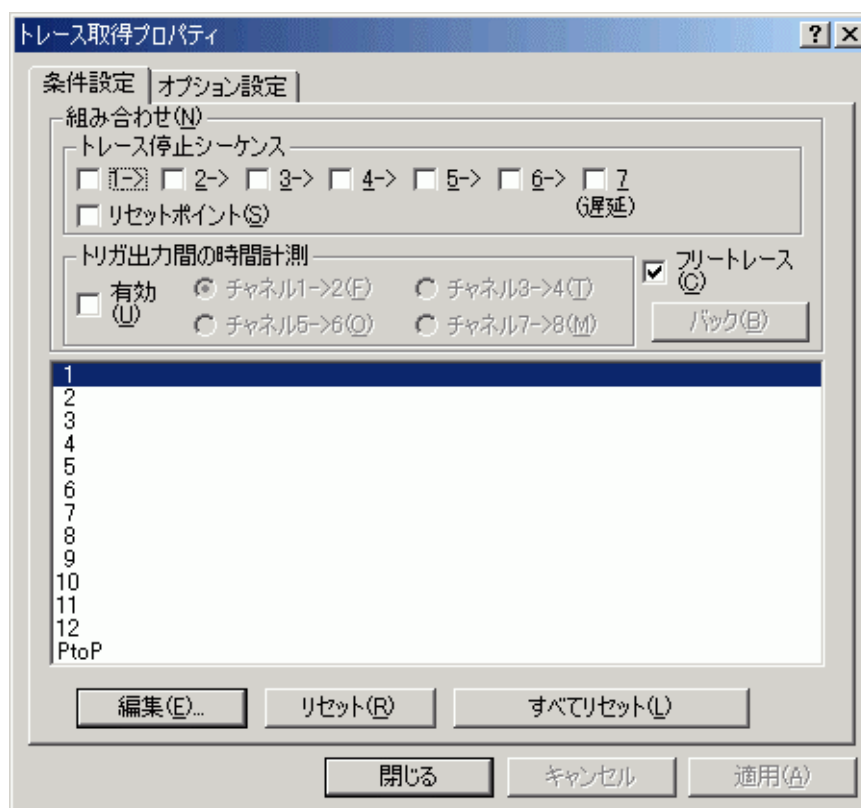 トレース取得プロパティ
? ×
条件設定 オプション設定
組み合わせ(N)
トレース停止シーケンス
1-> 2-> 3-> 4-> 5-> 6-> 7
リセットポイント(S) (遅延)
トリガ出力間の時間計測
有効(U)
チャネル1->2(F) チャネル3->4(T)
チャネル5->6(O) チャネル7->8(M)
フリートレース(C)
バック(B)
1
2
3
4
5
6
7
8
9
10
11
12
PtoP
編集(E)... リセット(R) すべてリセット(L)
閉じる キャンセル 適用(A)